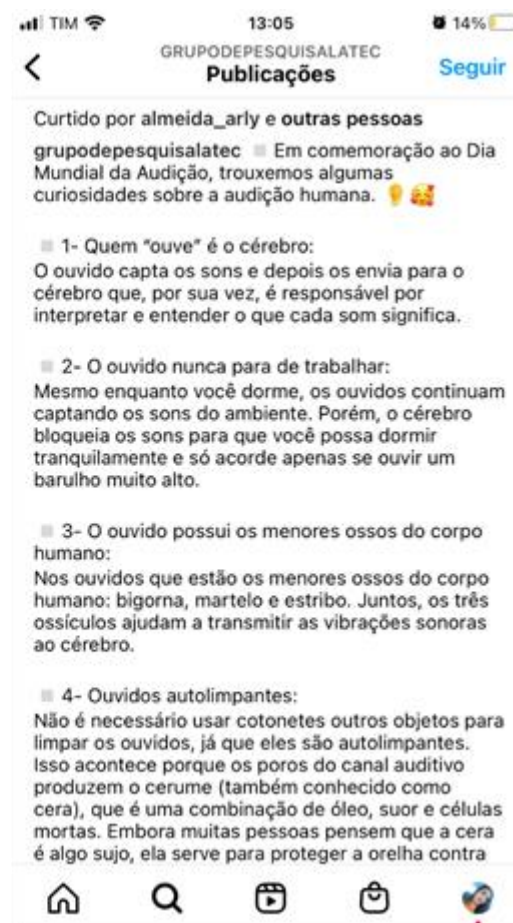 TIM
13:05
14%
GRUPODEPESQUISALATEC
Publicações
Seguir
Curtido por almeida_arly e outras pessoas
grupodepesquisalatec Em comemoração ao Dia
Mundial da Audição, trouxemos algumas
curiosidades sobre a audição humana.
1- Quem “ouve” é o cérebro:
O ouvido capta os sons e depois os envia para o
cérebro que, por sua vez, é responsável por
interpretar e entender o que cada som significa.
2- O ouvido nunca para de trabalhar:
Mesmo enquanto você dorme, os ouvidos continuam
captando os sons do ambiente. Porém, o cérebro
bloqueia os sons para que você possa dormir
tranquilamente e só acorde apenas se ouvir um
barulho muito alto.
3- O ouvido possui os menores ossos do corpo
humano:
Nos ouvidos que estão os menores ossos do corpo
humano: bigorna, martelo e estribo. Juntos, os três
ossículos ajudam a transmitir as vibrações sonoras
ao cérebro.
4- Ouvidos autolimpantes:
Não é necessário usar cotonetes outros objetos para
limpar os ouvidos, já que eles são autolimpantes.
Isso acontece porque os poros do canal auditivo
produzem o cerume (também conhecido como
cera), que é uma combinação de óleo, suor e células
mortas. Embora muitas pessoas pensem que a cera
é algo sujo, ela serve para proteger a orelha contra